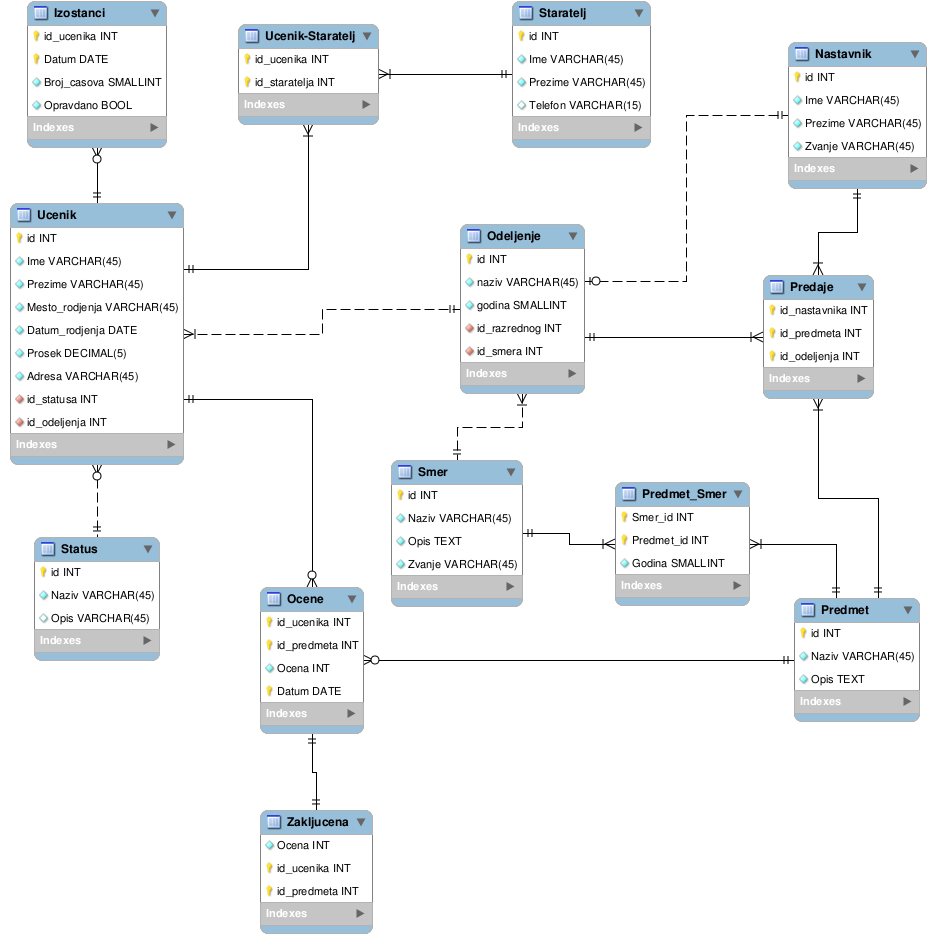 Izostanci
id_ucenika INT
Datum DATE
Broj_casova SMALLINT
Opravdano BOOL
Indexes
Ucenik-Staratelj
id_ucenika INT
id_staratelja INT
Indexes
Staratelj
id INT
Ime VARCHAR(45)
Prezime VARCHAR(45)
Telefon VARCHAR(15)
Indexes
Nastavnik
id INT
Ime VARCHAR(45)
Prezime VARCHAR(45)
Zvanje VARCHAR(45)
Indexes
Ucenik
id INT
Ime VARCHAR(45)
Prezime VARCHAR(45)
Mesto_rodjenja VARCHAR(45)
Datum_rodjenja DATE
Prosek DECIMAL(5)
Adresa VARCHAR(45)
id_statusa INT
id_odeljenja INT
Indexes
Odeljenje
id INT
naziv VARCHAR(45)
godina SMALLINT
id_razrednog INT
id_smera INT
Indexes
Predaje
id_nastavnika INT
id_predmeta INT
id_odeljenja INT
Indexes
Smer
id INT
Naziv VARCHAR(45)
Opis TEXT
Zvanje VARCHAR(45)
Indexes
Predmet_Smer
Smer_id INT
Predmet_id INT
Godina SMALLINT
Indexes
Status
id INT
Naziv VARCHAR(45)
Opis VARCHAR(45)
Indexes
Ocene
id_ucenika INT
id_predmeta INT
Ocena INT
Datum DATE
Indexes
Predmet
id INT
Naziv VARCHAR(45)
Opis TEXT
Indexes
Zakljucena
Ocena INT
id_ucenika INT
id_predmeta INT
Indexes